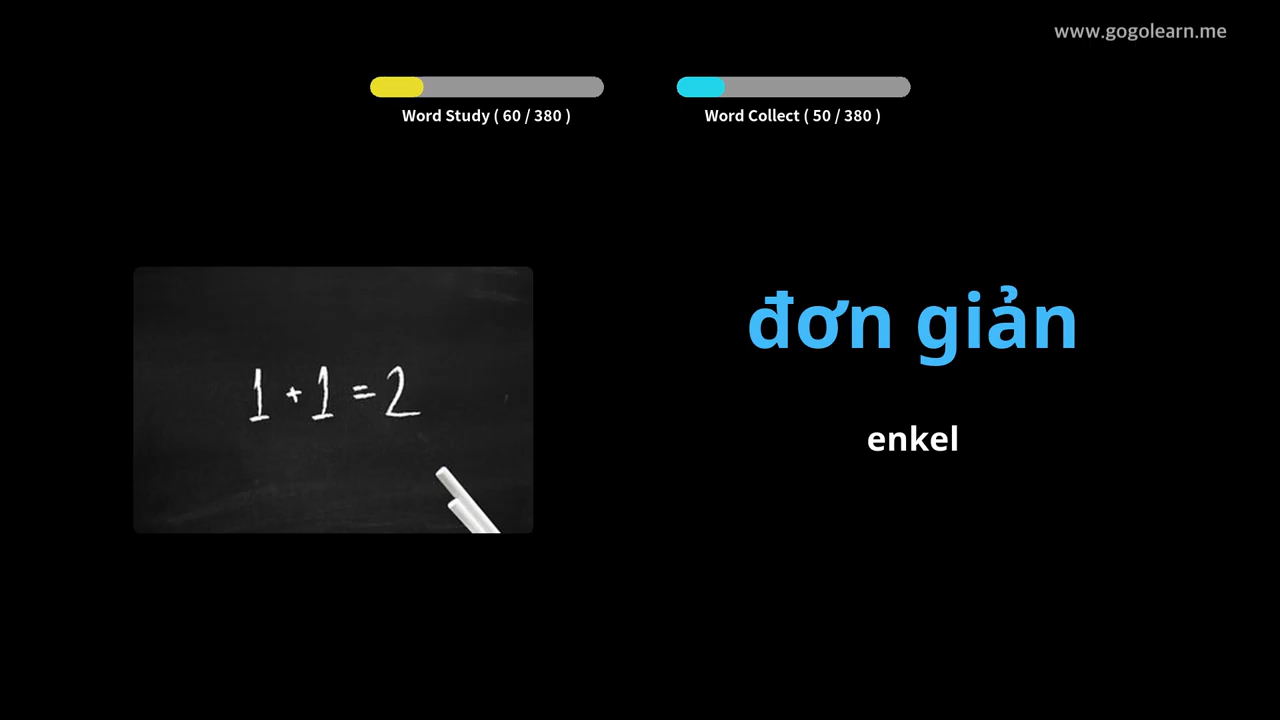 www.gogolearn.me
Word Study ( 60 / 380 )
Word Collect ( 50 / 380 )
1 + 1 = 2
đơn giản
enkel